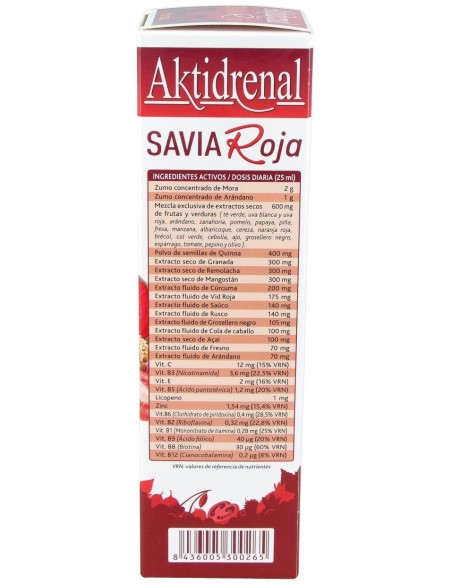 Aktidrenal
SAVIA Roja
INGREDIENTES ACTIVOS / DOSIS DIARIA (25 ml)
Zumo concentrado de Mora 2 g
Zumo concentrado de Arándano 1 g
Mezcla exclusiva de extractos secos 600 mg
de frutas y verduras ( té verde, uva blanca y uva
roja, arándano, zanahoria, pomelo, papaya, piña,
fresa, manzana, albaricoque, cereza, naranja roja,
brécol, col verde, cebolla, ajo, grosellero negro,
espárrago, tomate, pepino y olivo ).
Polvo de semillas de Quinoa 400 mg
Extracto seco de Granada 300 mg
Extracto seco de Remolacha 300 mg
Extracto seco de Mangostán 300 mg
Extracto fluido de Cúrcuma 200 mg
Extracto fluido de Vid Roja 175 mg
Extracto fluido de Saúco 140 mg
Extracto fluido de Rusco 140 mg
Extracto fluido de Grosellero negro 105 mg
Extracto fluido de Cola de caballo 100 mg
Extracto seco de Açai 100 mg
Extracto fluido de Fresno 70 mg
Extracto fluido de Arándano 70 mg
Vit. C 12 mg (15% VRN)
Vit. B3 (Nicotinamida) 3,6 mg (22,5% VRN)
Vit. E 2 mg (16% VRN)
Vit. B5 (Ácido pantoténico) 1,2 mg (20% VRN)
Licopeno 1 mg
Zinc 1,54 mg (15,4% VRN)
Vit.B6 (Clorhidrato de piridoxina) 0,4 mg (28,5% VRN)
Vit. B2 (Riboflavina) 0,32 mg (22,8% VRN)
Vit. B1 (Mononitrato de tiamina) 0,28 mg (25% VRN)
Vit. B9 (Ácido fólico) 40 µg (20% VRN)
Vit. B8 (Biotina) 30 µg (60% VRN)
Vit. B12 (Cianocobalamina) 0,2 µg (8% VRN)
VRN: valores de referencia de nutrientes
8 436005 300265